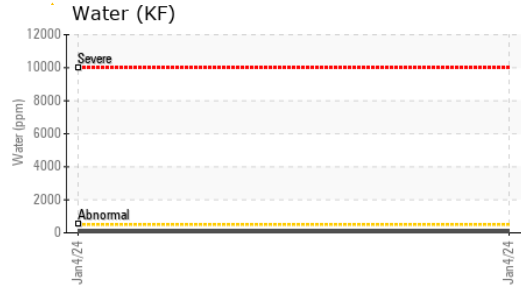 Water (KF)
12000
Severe
10000
8000
Water (ppm)
6000
4000
2000
Abnormal
0
Jan4/24
Jan4/24